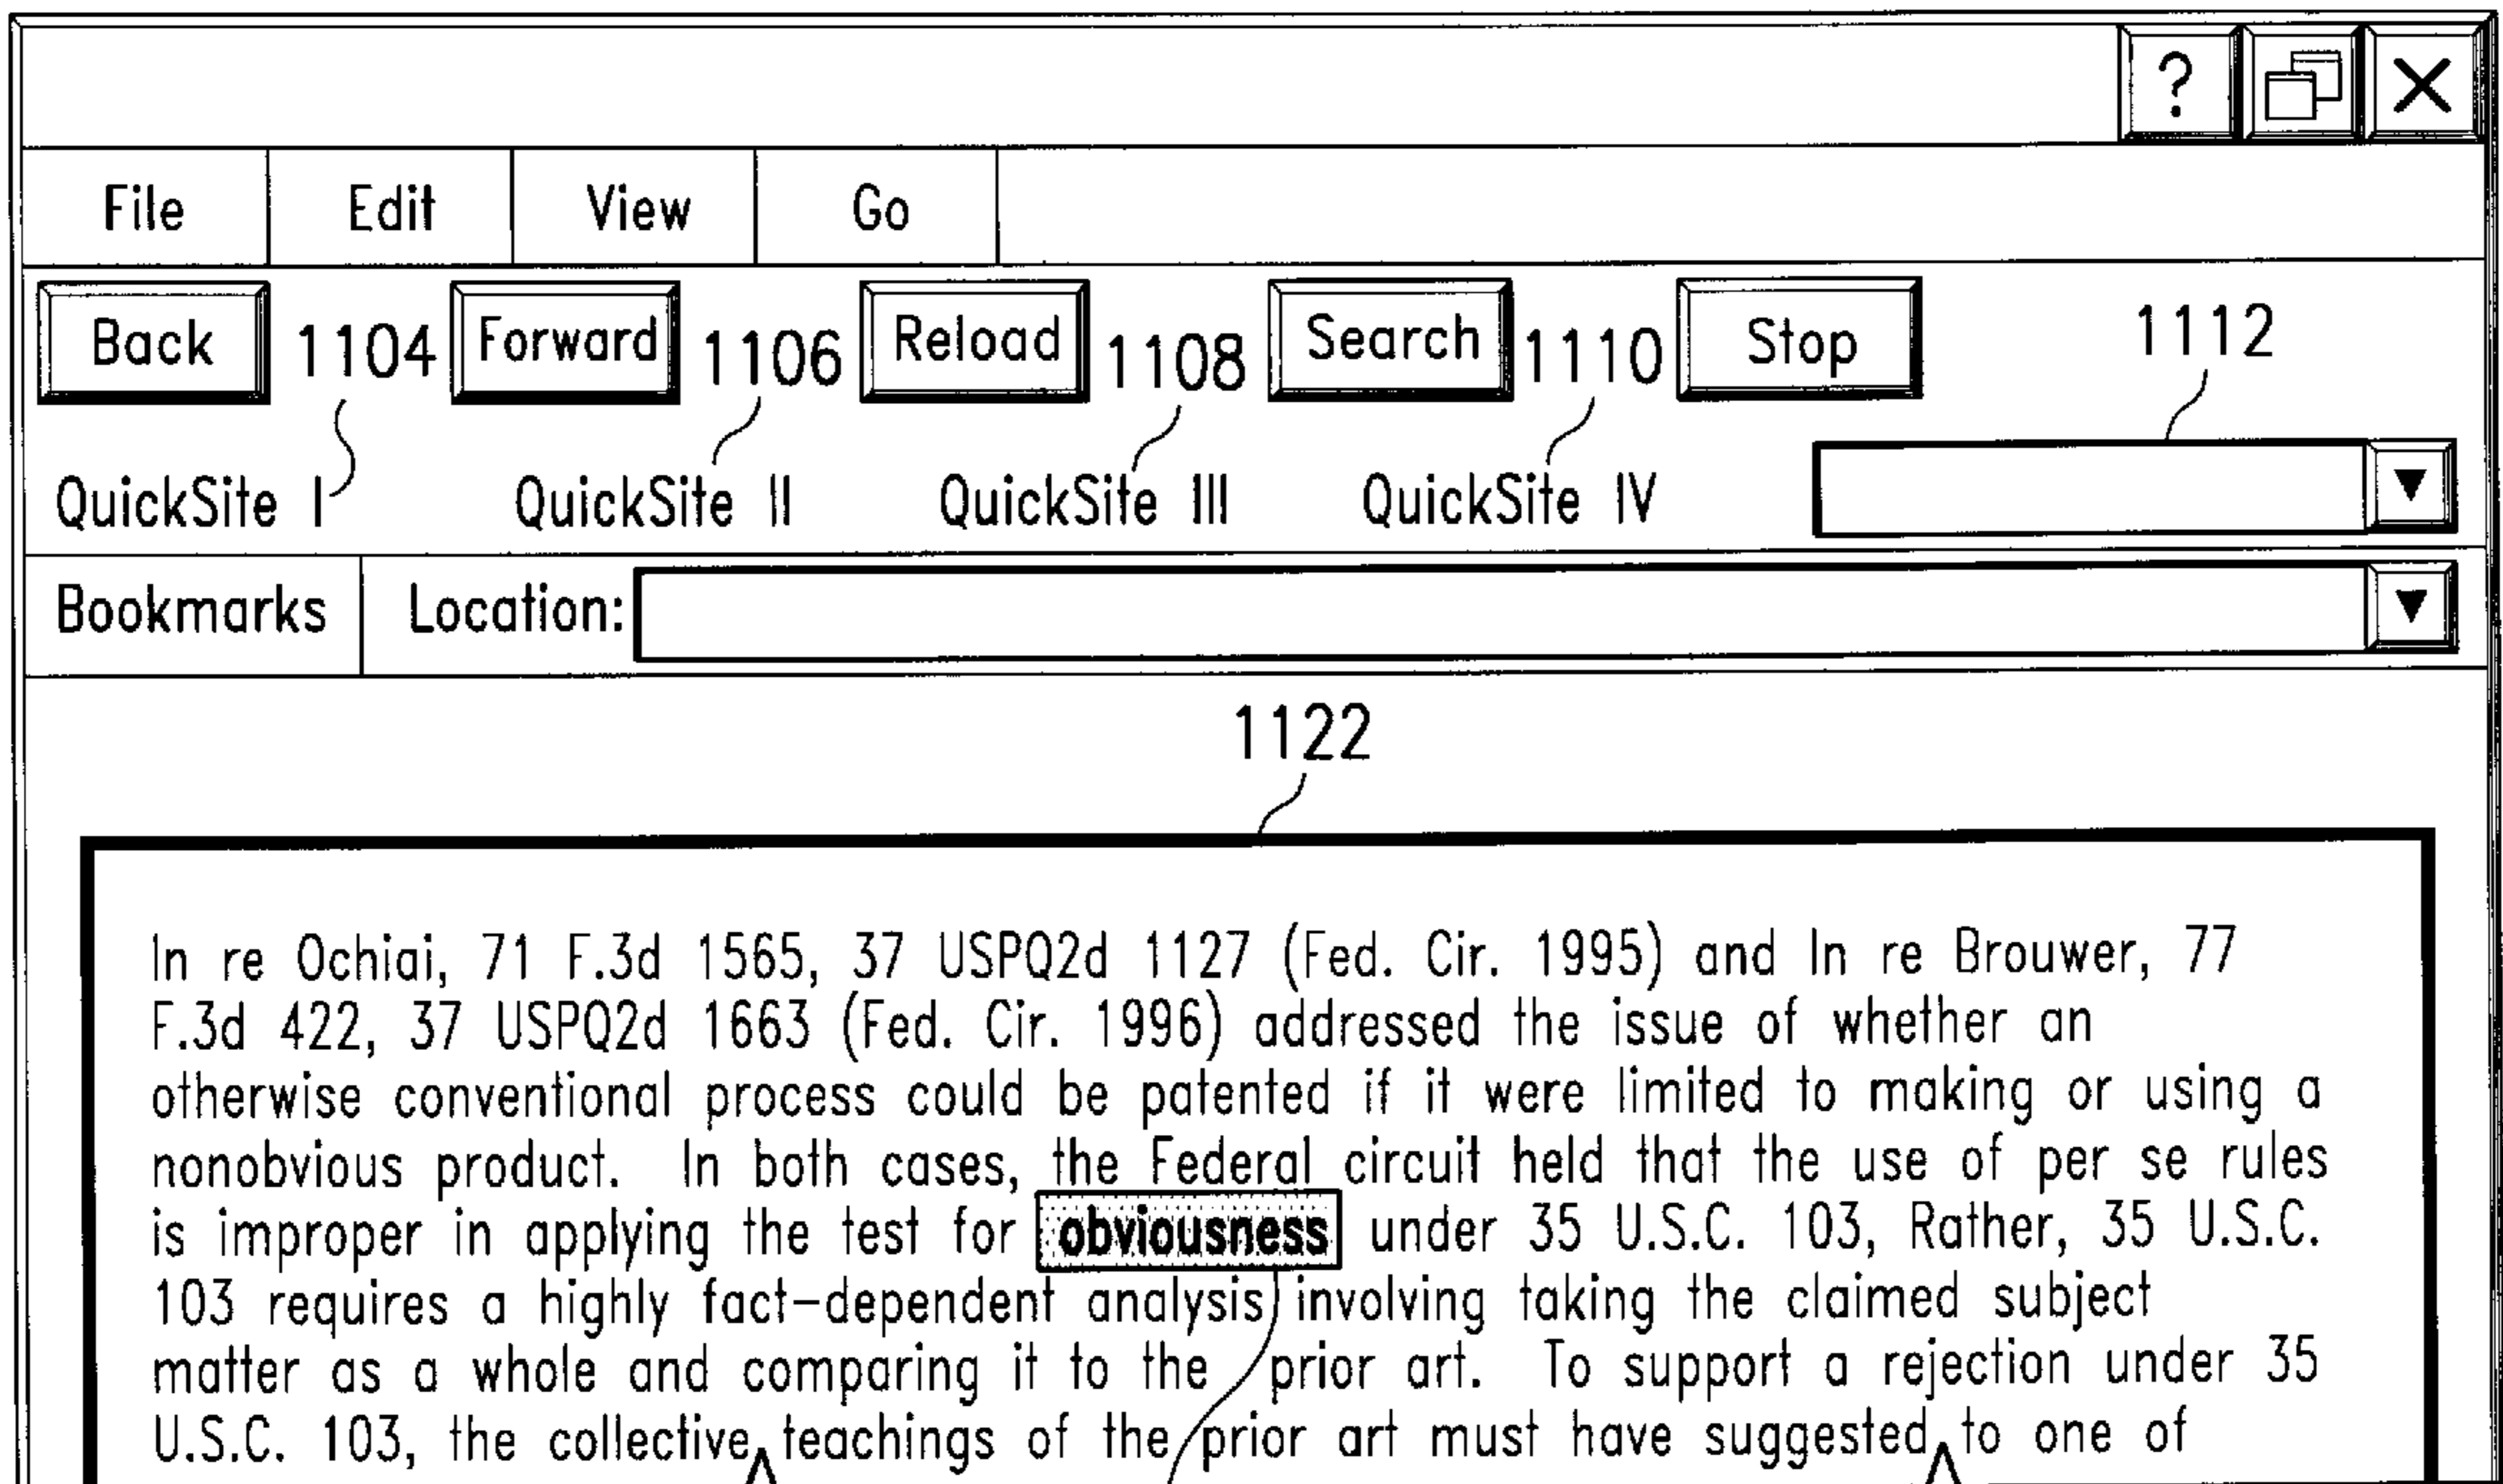 ?
File Edit View Go
Back 1104 Forward 1106 Reload 1108 Search 1110 Stop 1112
QuickSite I QuickSite II QuickSite III QuickSite IV
Bookmarks Location:
1122
In re Ochiai, 71 F.3d 1565, 37 USPQ2d 1127 (Fed. Cir. 1995) and In re Brouwer, 77
F.3d 422, 37 USPQ2d 1663 (Fed. Cir. 1996) addressed the issue of whether an
otherwise conventional process could be patented if it were limited to making or using a
nonobvious product. In both cases, the Federal circuit held that the use of per se rules
is improper in applying the test for obviousness under 35 U.S.C. 103, Rather, 35 U.S.C.
103 requires a highly fact-dependent analysis involving taking the claimed subject
matter as a whole and comparing it to the prior art. To support a rejection under 35
U.S.C. 103, the collective teachings of the prior art must have suggested to one of